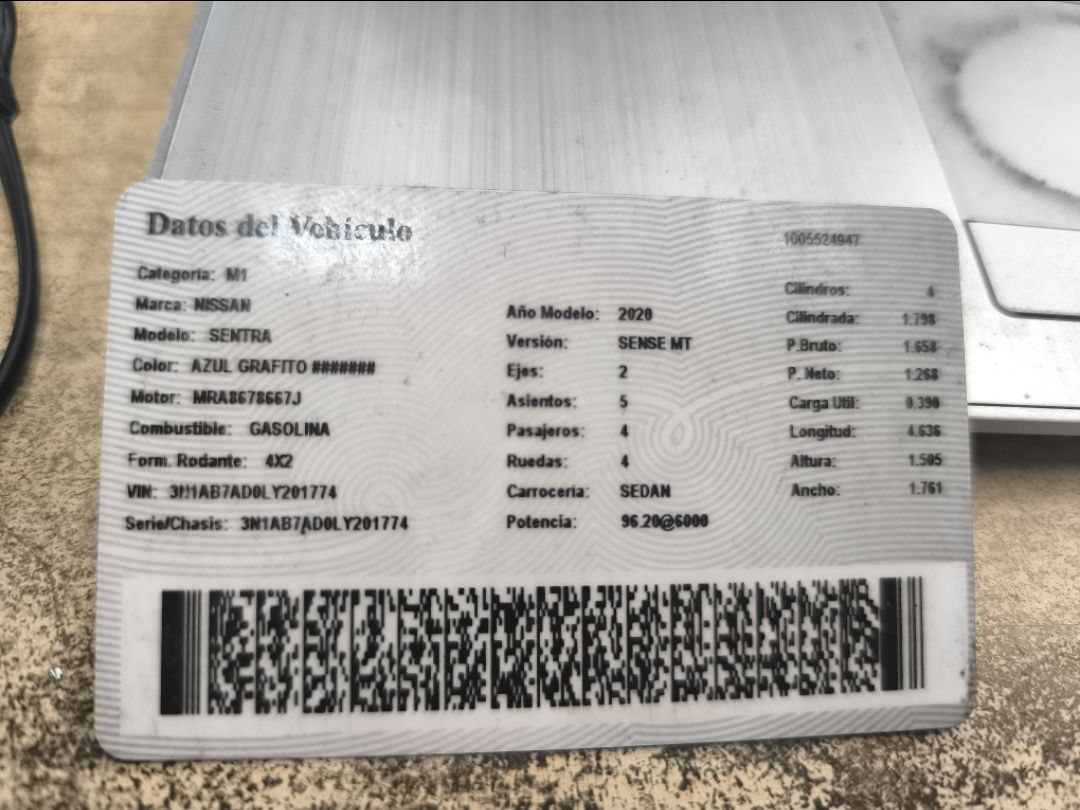 Datos del Vehículo
1005524947
Categoria: M1
Marca: NISSAN
Modelo: SENTRA
Color: AZUL GRAFITO #######
Motor: MRA8678667J
Combustible: GASOLINA
Form. Rodante: 4X2
VIN: 3N1AB7AD0LY201774
Serie/Chasis: 3N1AB7AD0LY201774
Año Modelo: 2020
Versión: SENSE MT
Ejes: 2
Asientos: 5
Pasajeros: 4
Ruedas: 4
Carrocería: SEDAN
Potencia: 96.20@6000
Cilindros: 4
Cilindrada: 1.798
P.Bruto: 1.658
P. Neto: 1.268
Carga Util: 0.390
Longitud: 4.636
Altura: 1.505
Ancho: 1.761